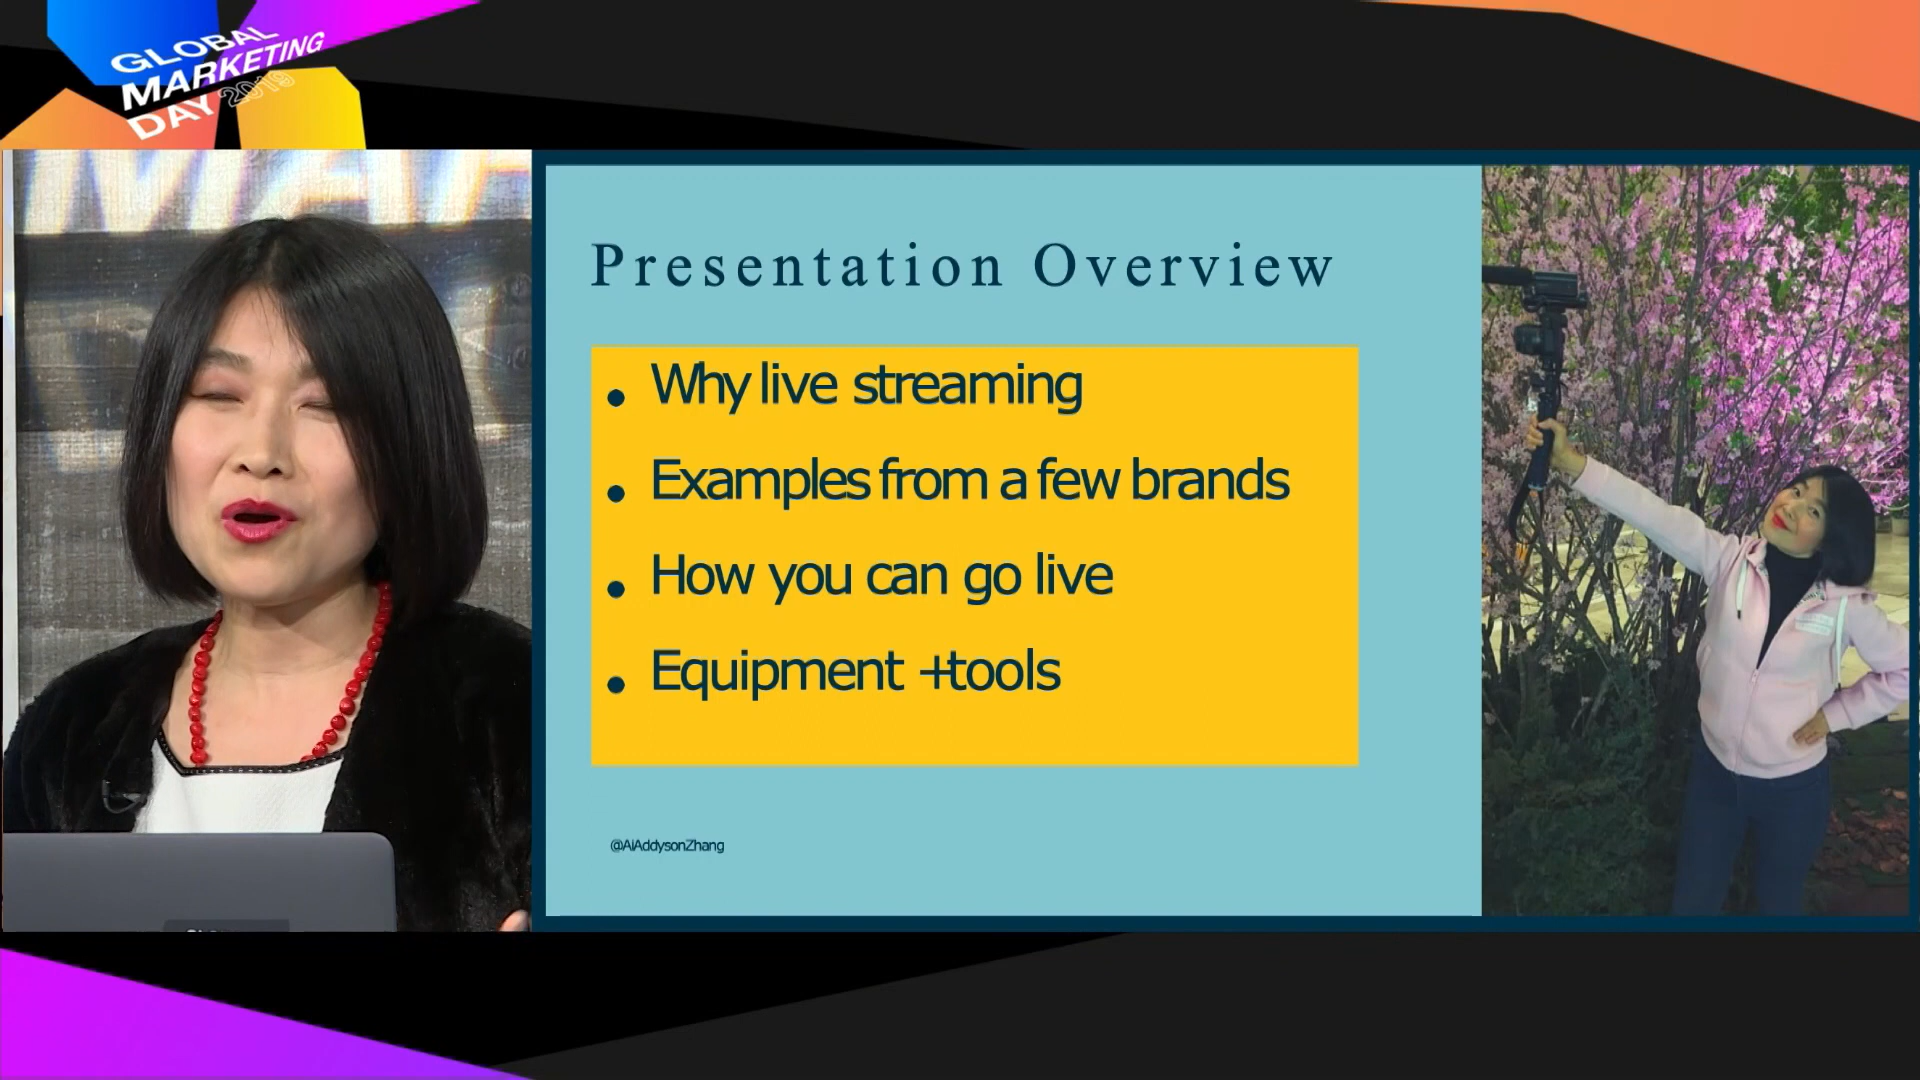 GLOBAL
MARKETING
DAY 2019
Presentation Overview
• Why live streaming
• Examples from a few brands
• How you can go live
• Equipment +tools
@AiAddysonZhang